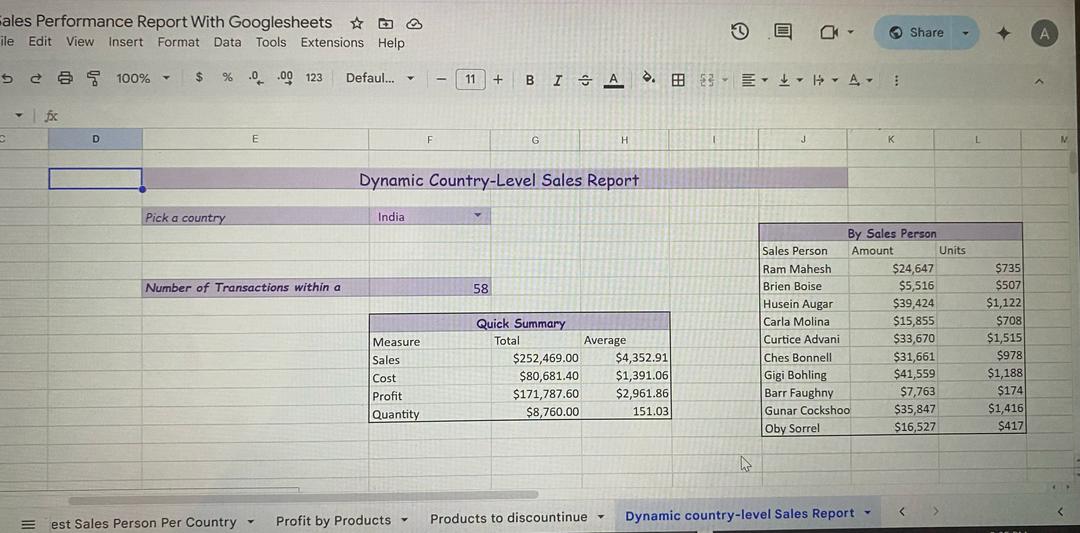 ales Performance Report With Googlesheets
ile Edit View Insert Format Data Tools Extensions Help
Share
A
100% $ % .0 .00 123 Defaul... − 11 + B I S A
fx
C D E F G H I J K L M
Dynamic Country-Level Sales Report
Pick a country India
Number of Transactions within a 58
Quick Summary
Measure Total Average
Sales $252,469.00 $4,352.91
Cost $80,681.40 $1,391.06
Profit $171,787.60 $2,961.86
Quantity $8,760.00 151.03
By Sales Person
Sales Person Amount Units
Ram Mahesh $24,647 $735
Brien Boise $5,516 $507
Husein Augar $39,424 $1,122
Carla Molina $15,855 $708
Curtice Advani $33,670 $1,515
Ches Bonnell $31,661 $978
Gigi Bohling $41,559 $1,188
Barr Faughny $7,763 $174
Gunar Cockshoo $35,847 $1,416
Oby Sorrel $16,527 $417
est Sales Person Per Country Profit by Products Products to discountinue Dynamic country-level Sales Report